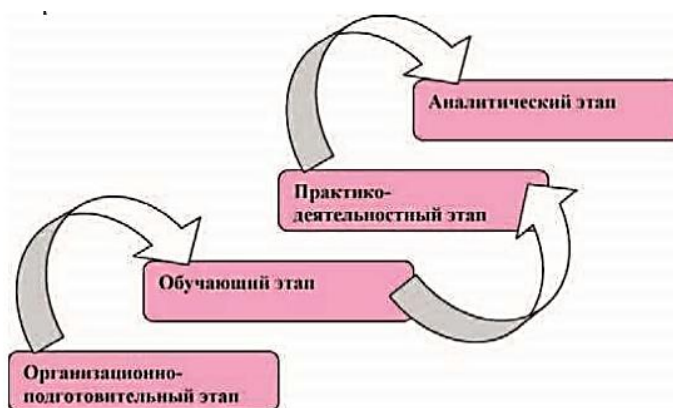 Аналитический этап
Практико-
деятельностный этап
Обучающий этап
Организационно-
подготовительный этап